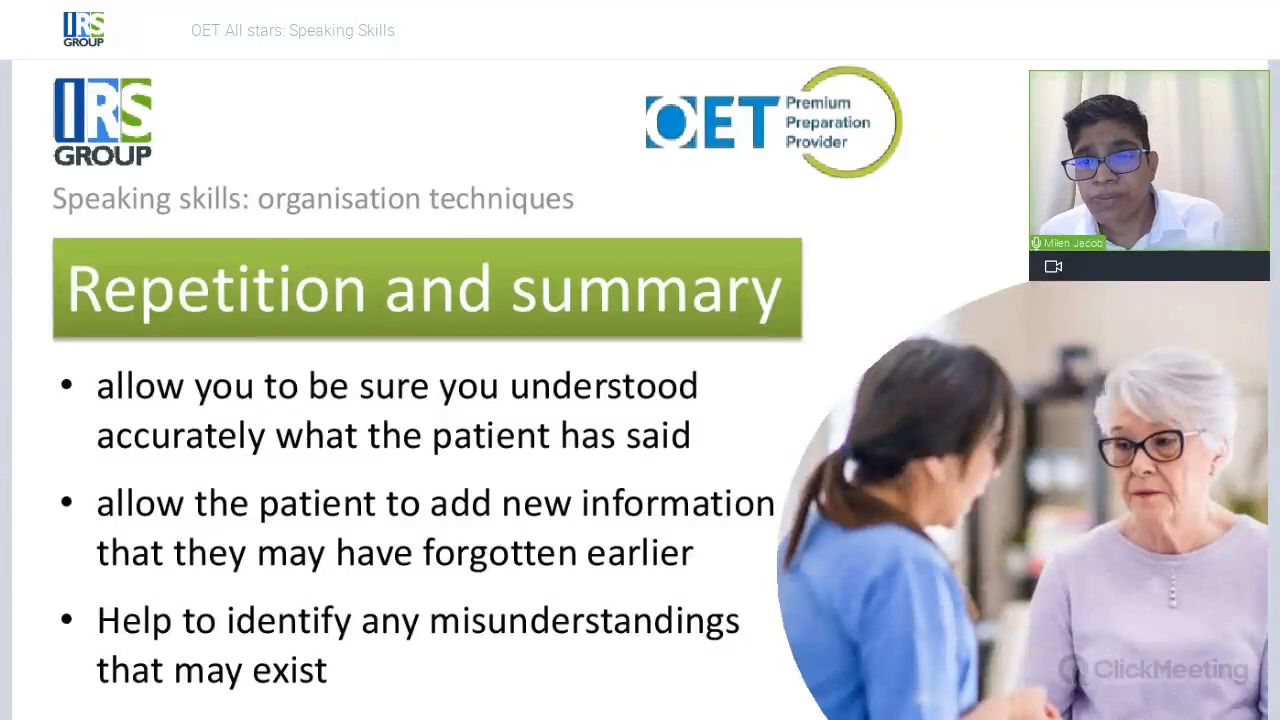 IRS
GROUP
OET All stars: Speaking Skills
IRS
GROUP
OET Premium
Preparation
Provider
Milen Jacob
Speaking skills: organisation techniques
Repetition and summary
• allow you to be sure you understood
accurately what the patient has said
• allow the patient to add new information
that they may have forgotten earlier
• Help to identify any misunderstandings
that may exist
ClickMeeting